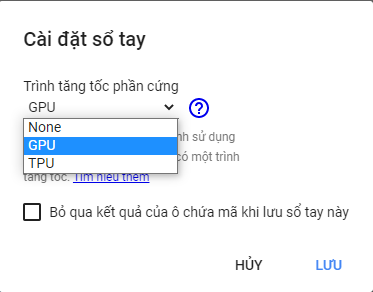 Cài đặt sổ tay
Trình tăng tốc phần cứng
GPU
?
None
GPU
TPU
nh sử dụng
có một trình
tăng tốc. Tìm hiểu thêm
Bỏ qua kết quả của ô chứa mã khi lưu sổ tay này
HỦY
LƯU